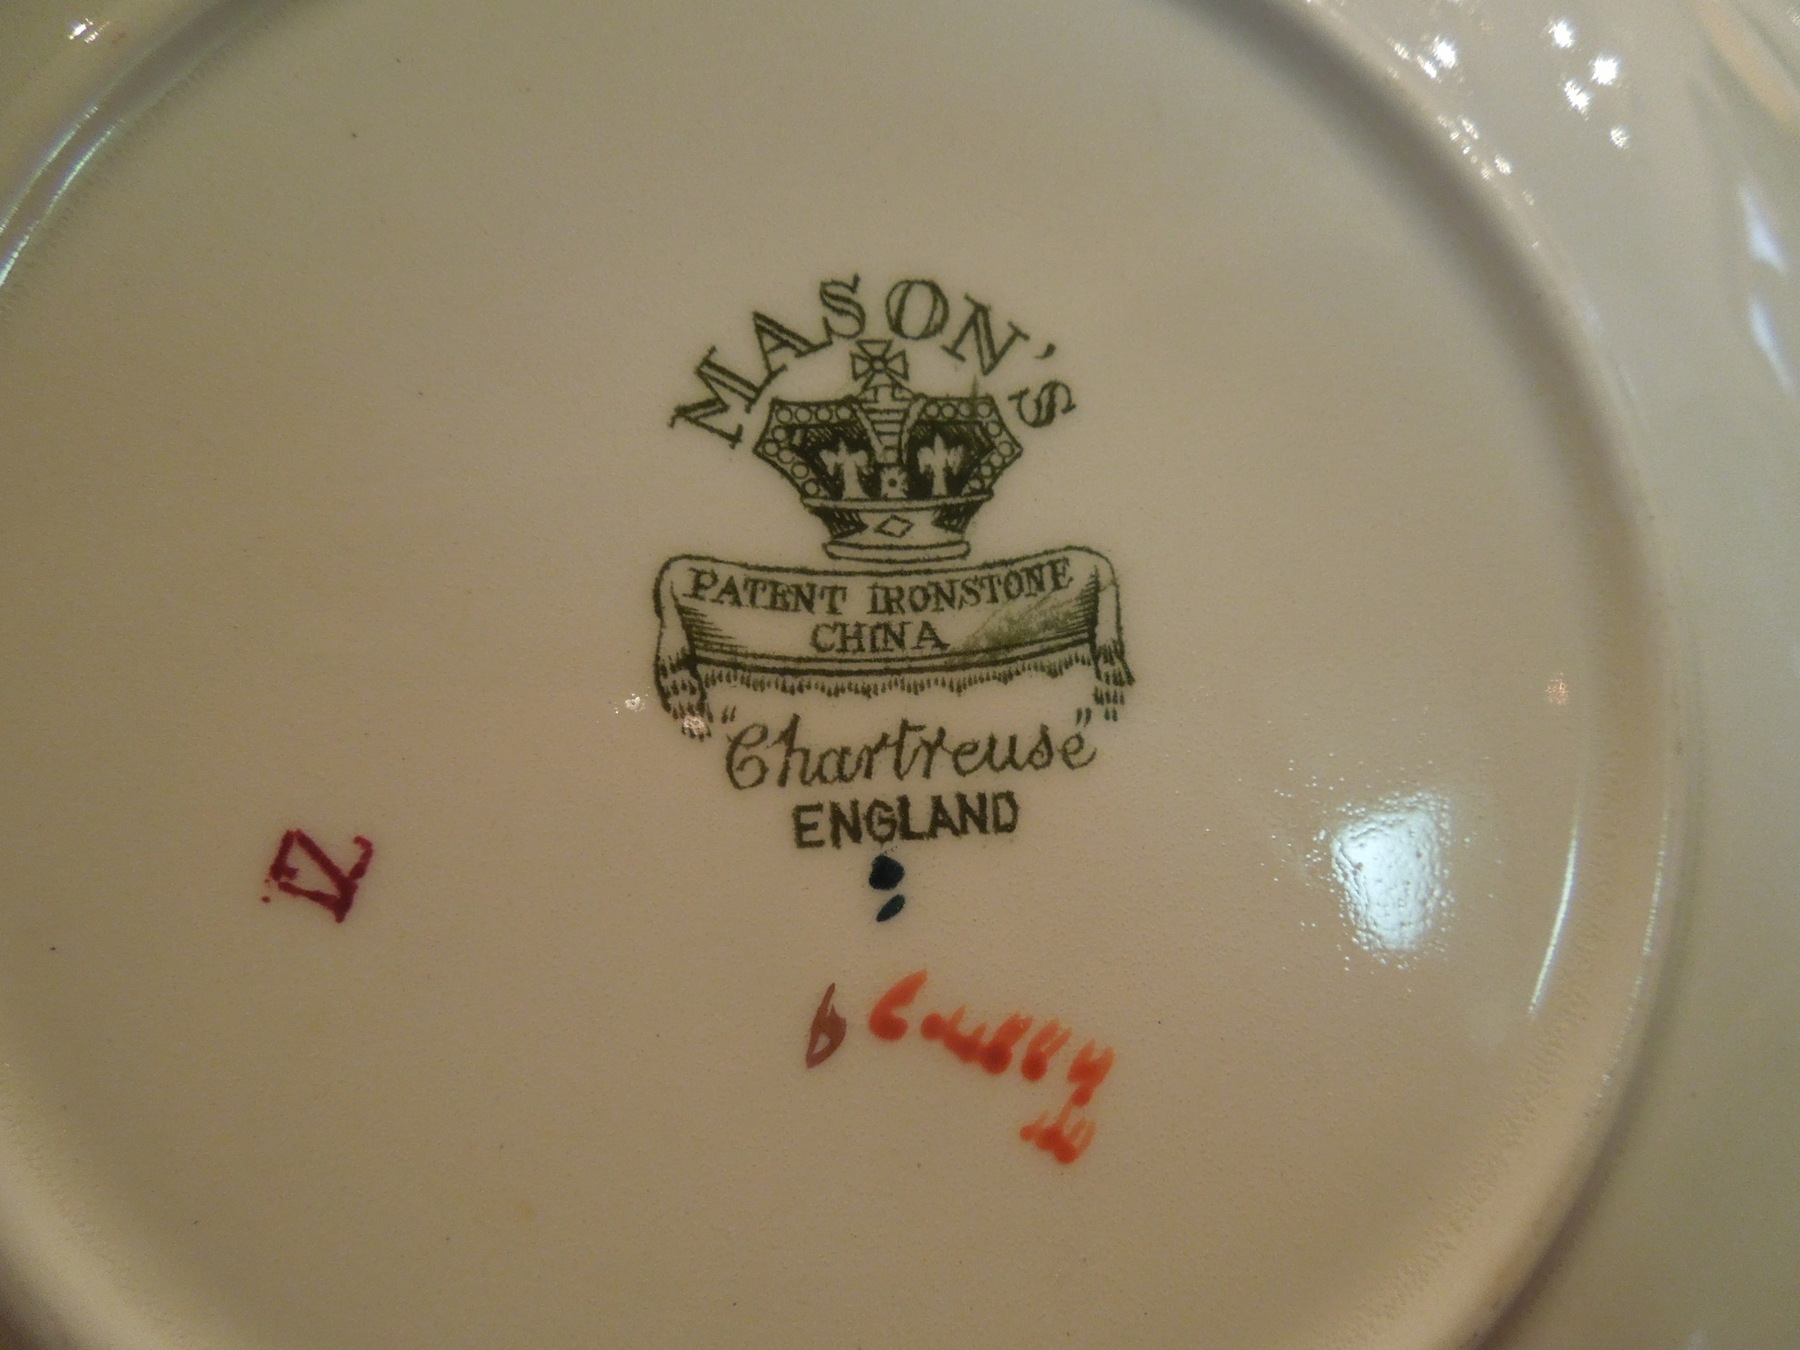 MASON'S
PATENT IRONSTONE
CHINA
"Chartreuse"
ENGLAND